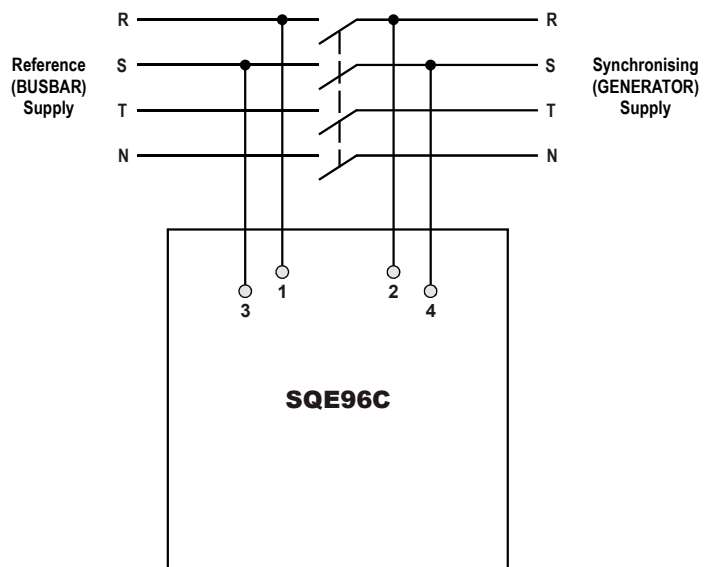 R R
Reference S S Synchronising
(BUSBAR) (GENERATOR)
Supply T T Supply
N N
1 2
3 4
SQE96C